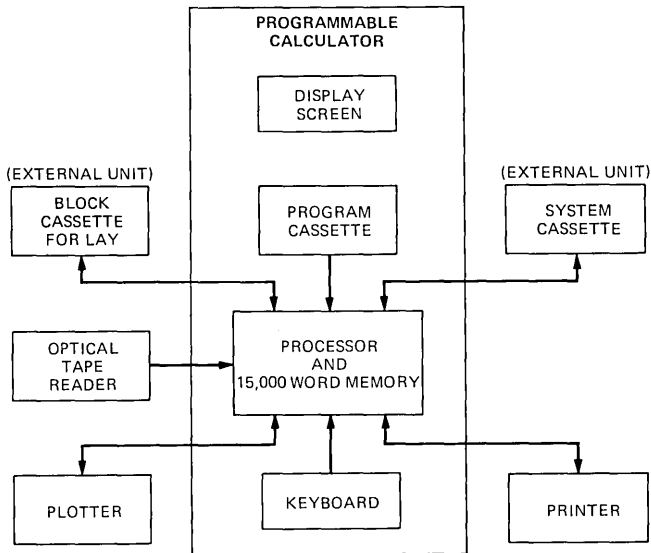 PROGRAMMABLE
CALCULATOR
DISPLAY
SCREEN
(EXTERNAL UNIT)
BLOCK
CASSETTE
FOR LAY
PROGRAM
CASSETTE
(EXTERNAL UNIT)
SYSTEM
CASSETTE
OPTICAL
TAPE
READER
PROCESSOR
AND
15,000 WORD MEMORY
PLOTTER
KEYBOARD
PRINTER